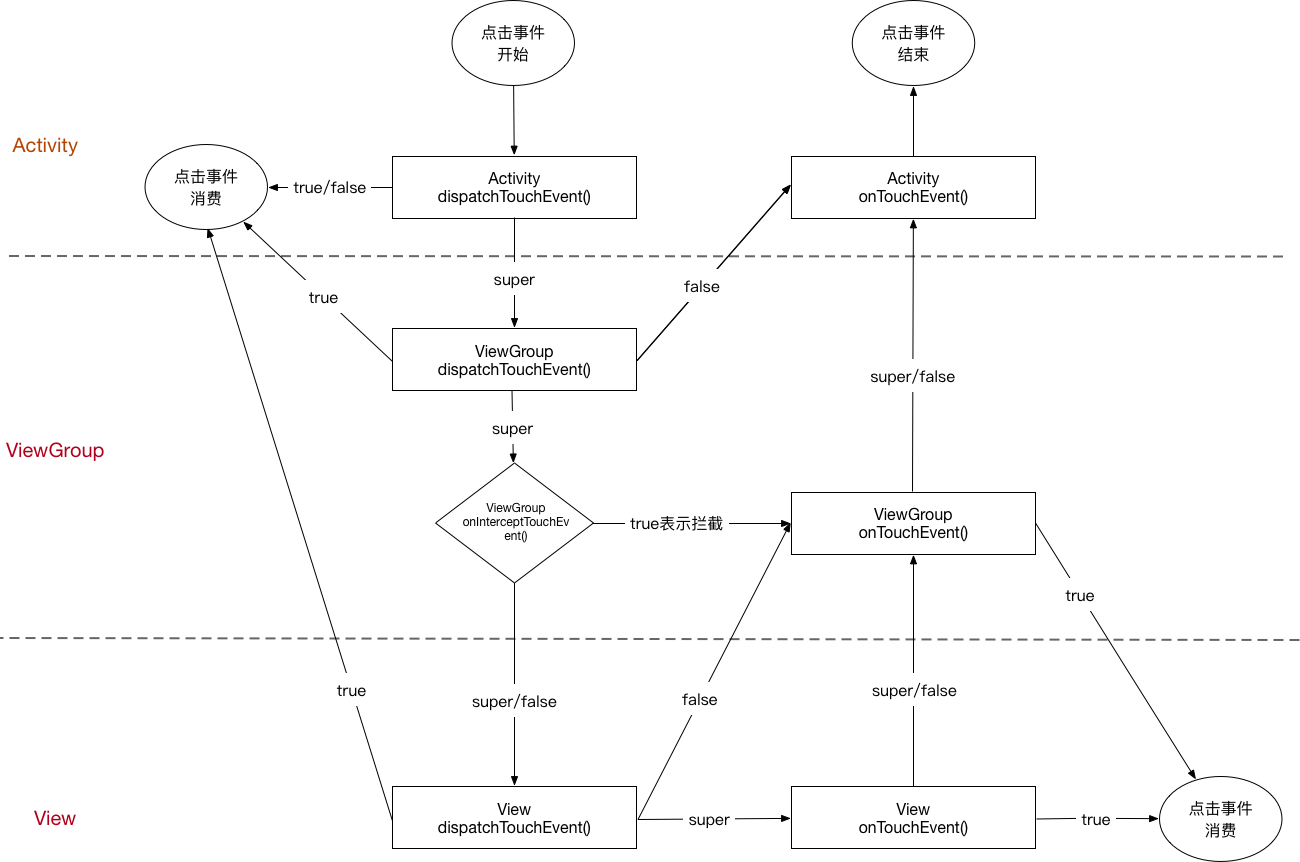 点击事件
开始
点击事件
结束
Activity
点击事件
消费
true/false
Activity
dispatchTouchEvent()
Activity
onTouchEvent()
super
false
true
ViewGroup
dispatchTouchEvent()
super/false
super
ViewGroup
ViewGroup
onInterceptTouchEv
ent()
true表示拦截
ViewGroup
onTouchEvent()
true
true
super/false
false
super/false
View
View
dispatchTouchEvent()
super
View
onTouchEvent()
true
点击事件
消费